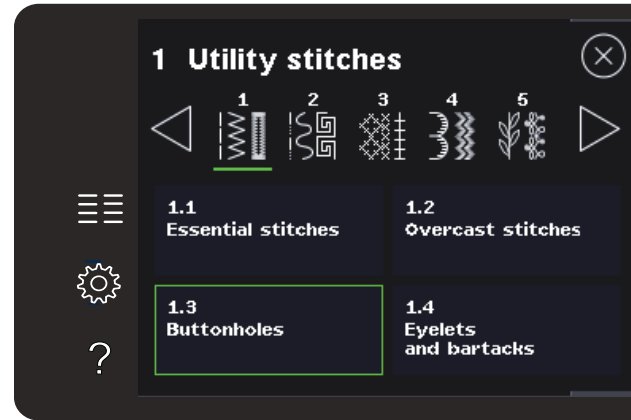 1 Utility stitches
1 2 3 4 5
1.1
Essential stitches
1.2
Overcast stitches
1.3
Buttonholes
1.4
Eyelets
and bartacks
?